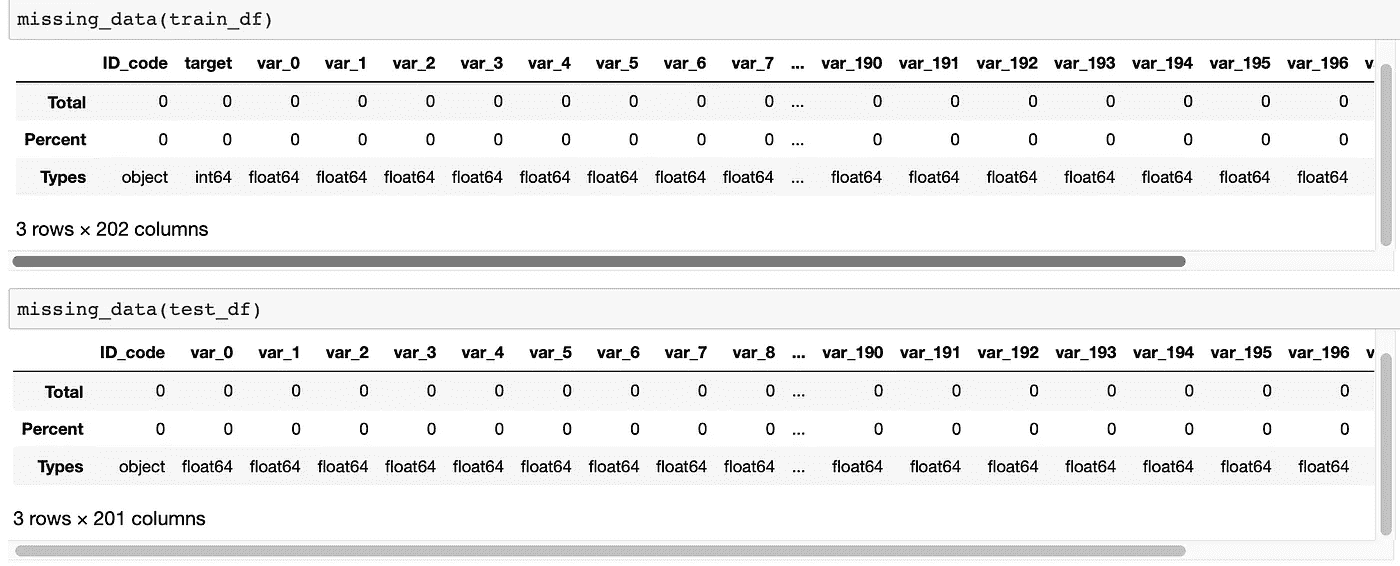 missing_data(train_df)
ID_code target var_0 var_1 var_2 var_3 var_4 var_5 var_6 var_7 ... var_190 var_191 var_192 var_193 var_194 var_195 var_196 v
Total 0 0 0 0 0 0 0 0 0 0 ... 0 0 0 0 0 0 0
Percent 0 0 0 0 0 0 0 0 0 0 ... 0 0 0 0 0 0 0
Types object int64 float64 float64 float64 float64 float64 float64 float64 float64 ... float64 float64 float64 float64 float64 float64 float64
3 rows × 202 columns
missing_data(test_df)
ID_code var_0 var_1 var_2 var_3 var_4 var_5 var_6 var_7 var_8 ... var_190 var_191 var_192 var_193 var_194 var_195 var_196 v
Total 0 0 0 0 0 0 0 0 0 0 ... 0 0 0 0 0 0 0
Percent 0 0 0 0 0 0 0 0 0 0 ... 0 0 0 0 0 0 0
Types object float64 float64 float64 float64 float64 float64 float64 float64 float64 ... float64 float64 float64 float64 float64 float64 float64
3 rows × 201 columns